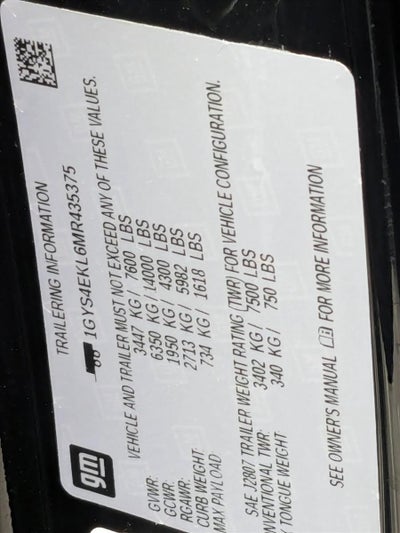 TRAILERING INFORMATION
1GYS4EKL6MR435375
gm
VEHICLE AND TRAILER MUST NOT EXCEED ANY OF THESE VALUES.
GVWR: 3447 KG / 7600 LBS
GCWR: 6350 KG / 14000 LBS
RGAWR: 1950 KG / 4300 LBS
CURB WEIGHT: 2713 KG / 5982 LBS
MAX PAYLOAD 734 KG / 1618 LBS
SAE J2807 TRAILER WEIGHT RATING (TWR) FOR VEHICLE CONFIGURATION.
NVENTIONAL TWR: 3402 KG / 7500 LBS
TONGUE WEIGHT: 340 KG / 750 LBS
SEE OWNER'S MANUAL FOR MORE INFORMATION